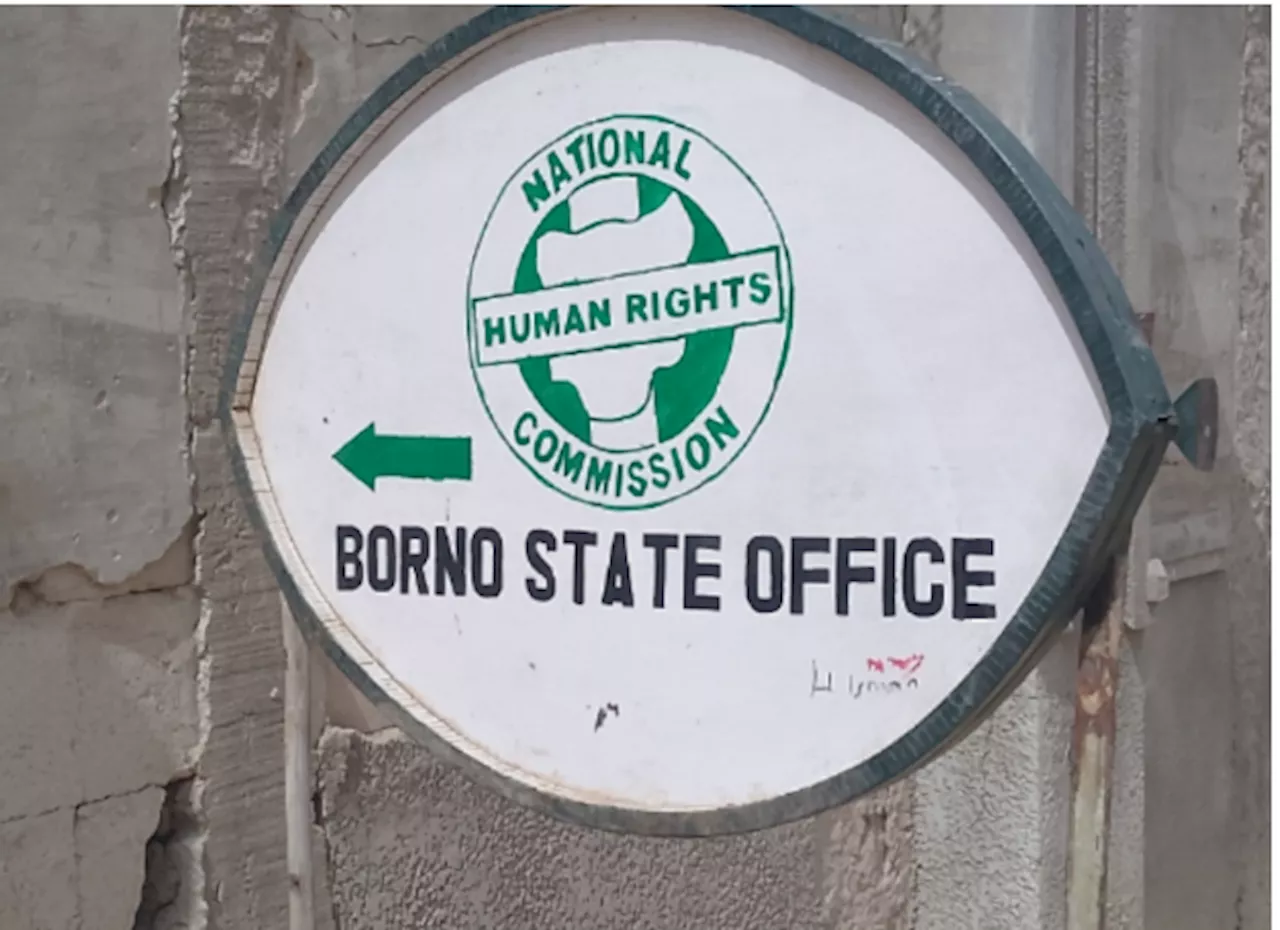 NATIONAL
HUMAN RIGHTS
COMMISSION
BORNO STATE OFFICE